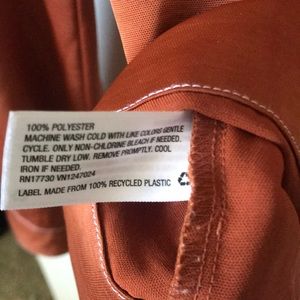 100% POLYESTER
MACHINE WASH COLD WITH LIKE COLORS GENTLE
CYCLE. ONLY NON-CHLORINE BLEACH IF NEEDED.
TUMBLE DRY LOW. REMOVE PROMPTLY. COOL
IRON IF NEEDED.
RN17730 VN1247024
LABEL MADE FROM 100% RECYCLED PLASTIC